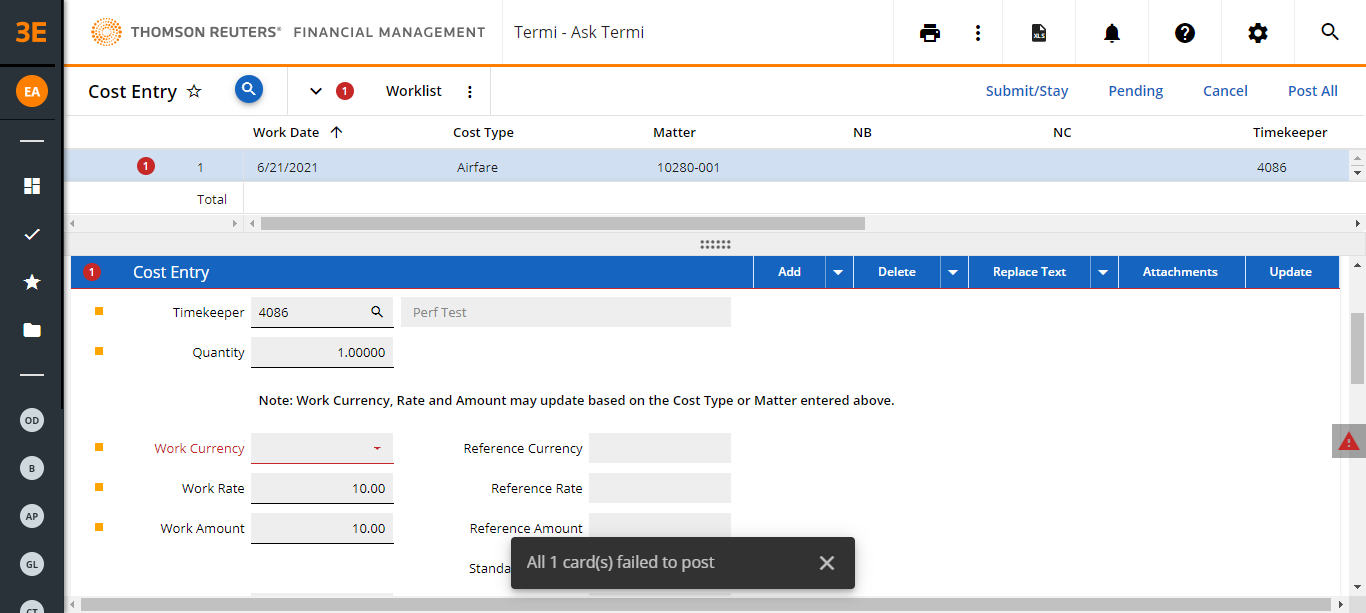 3E
THOMSON REUTERS® FINANCIAL MANAGEMENT
Termi - Ask Termi
XLS
EA
Cost Entry
1
Worklist
Submit/Stay
Pending
Cancel
Post All
Work Date
Cost Type
Matter
NB
NC
Timekeeper
1
1
6/21/2021
Airfare
10280-001
4086
Total
1
Cost Entry
Add
Delete
Replace Text
Attachments
Update
Timekeeper
4086
Perf Test
Quantity
1.00000
Note: Work Currency, Rate and Amount may update based on the Cost Type or Matter entered above.
OD
Work Currency
Reference Currency
B
Work Rate
10.00
Reference Rate
AP
Work Amount
10.00
Reference Amount
GL
Standa
All 1 card(s) failed to post
CT